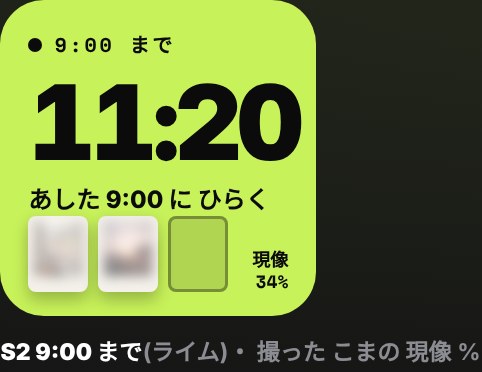 9:00 まで
11:20
あした 9:00 に ひらく
現像
34%
S2 9:00 まで(ライム)・ 撮った こまの 現像 %